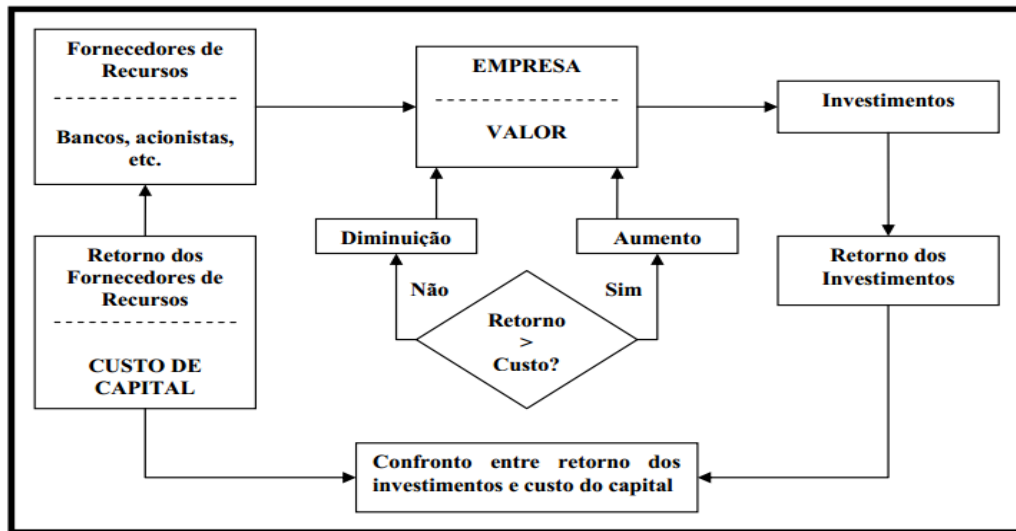 Fornecedores de
Recursos
Bancos, acionistas,
etc.
EMPRESA
VALOR
Investimentos
Diminuição
Aumento
Retorno dos
Fornecedores de
Recursos
CUSTO DE
CAPITAL
Retorno dos
Investimentos
Não
Sim
Retorno
>
Custo?
Confronto entre retorno dos
investimentos e custo do capital